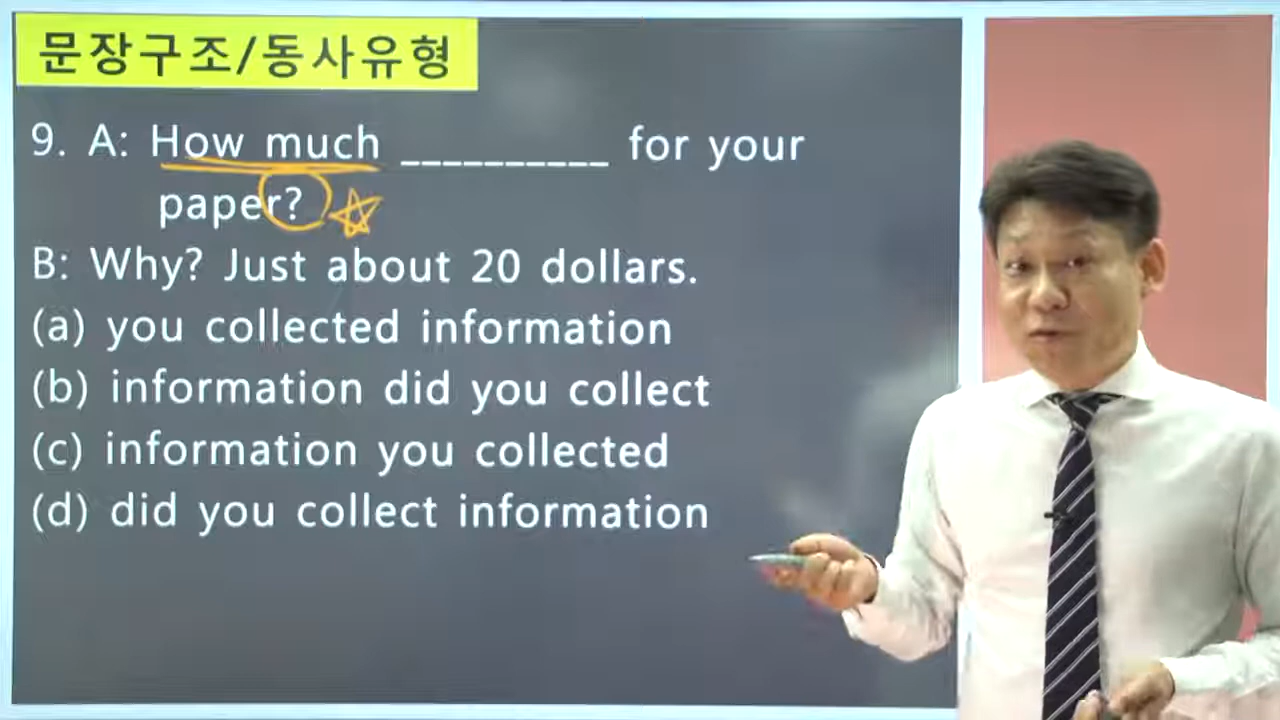 문장구조/동사유형
9. A: How much __________ for your
paper?
B: Why? Just about 20 dollars.
(a) you collected information
(b) information did you collect
(c) information you collected
(d) did you collect information